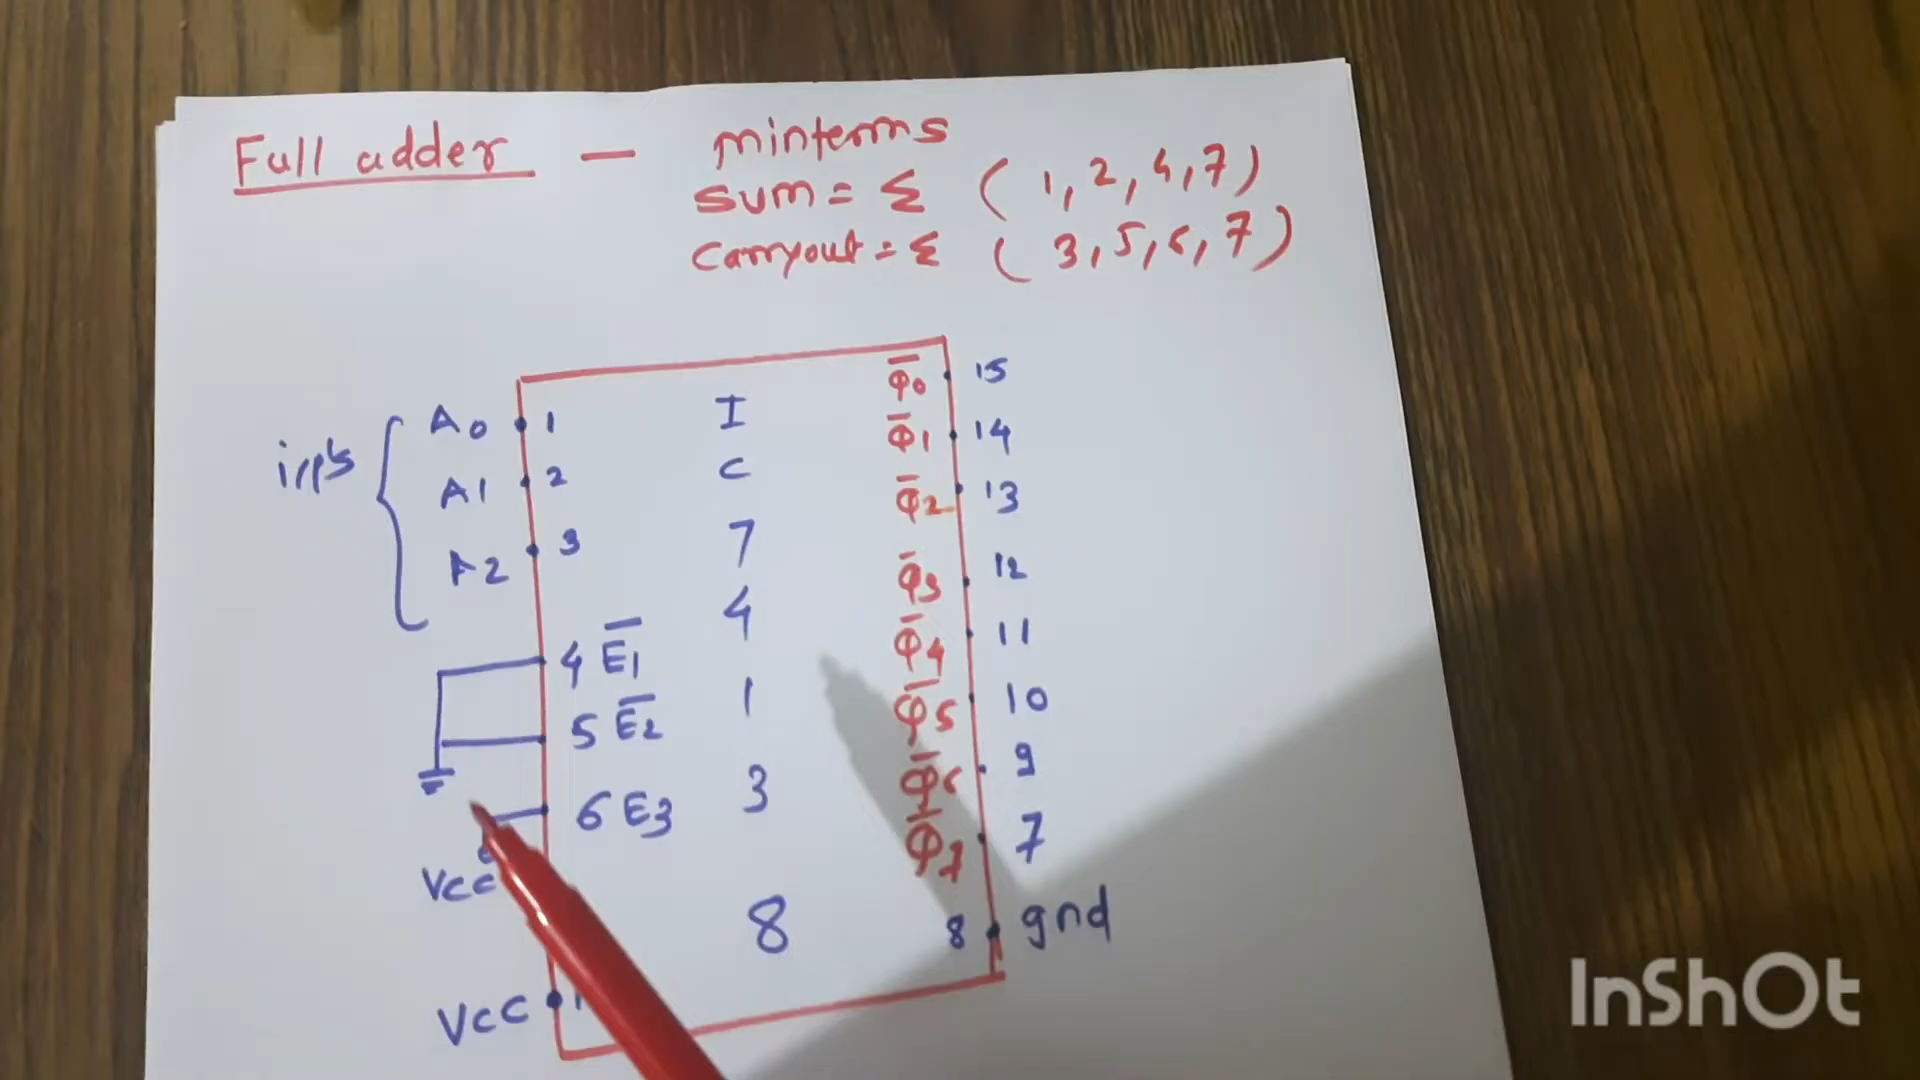 Full adder — minterms
sum = Σ (1, 2, 4, 7)
carryout = Σ (3, 5, 6, 7)
i/p's
A0 1
A1 2
A2 3
4 E̅1
5 E̅2
6 E3
Vcc
Vcc
I
C
7
4
1
3
8
Φ̅0 15
Φ̅1 14
Φ̅2 13
Φ̅3 12
Φ̅4 11
Φ̅5 10
Φ̅6 9
Φ̅7 7
8 gnd
InShOt